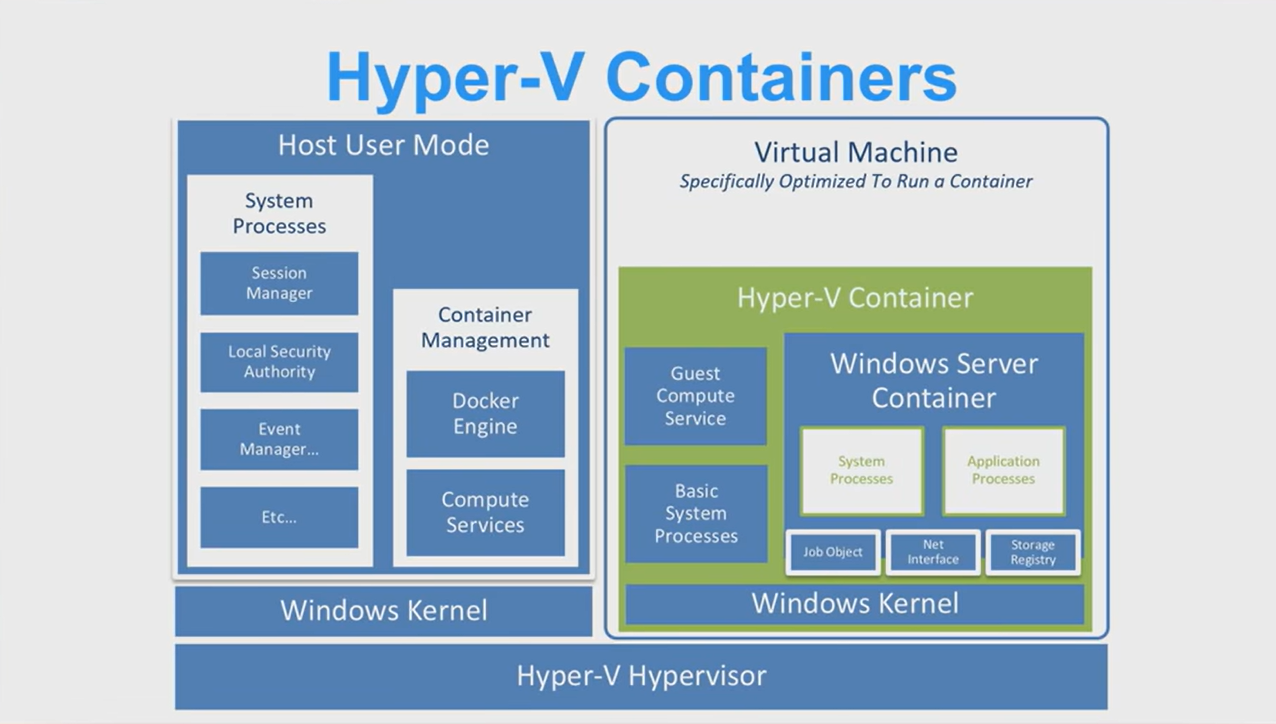 Hyper-V Containers
Host User Mode
System
Processes
Session
Manager
Local Security
Authority
Event
Manager...
Etc...
Container
Management
Docker
Engine
Compute
Services
Windows Kernel
Virtual Machine
Specifically Optimized To Run a Container
Hyper-V Container
Guest
Compute
Service
Basic
System
Processes
Windows Server
Container
System
Processes
Application
Processes
Job Object
Net
Interface
Storage
Registry
Windows Kernel
Hyper-V Hypervisor